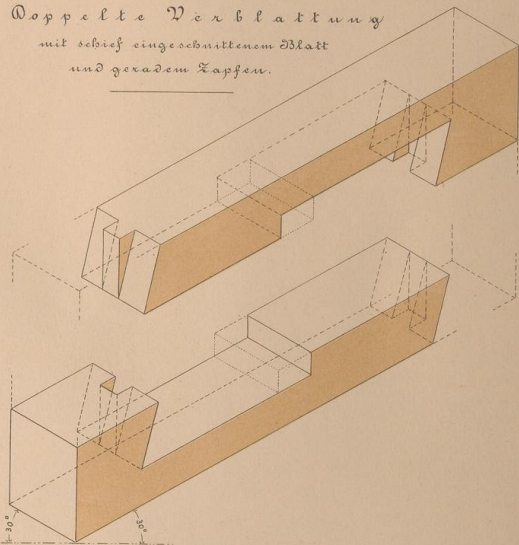 Doppelte Verblattung
mit schief eingeschnittenem Blatt
und geradem Zapfen.
30°
30°